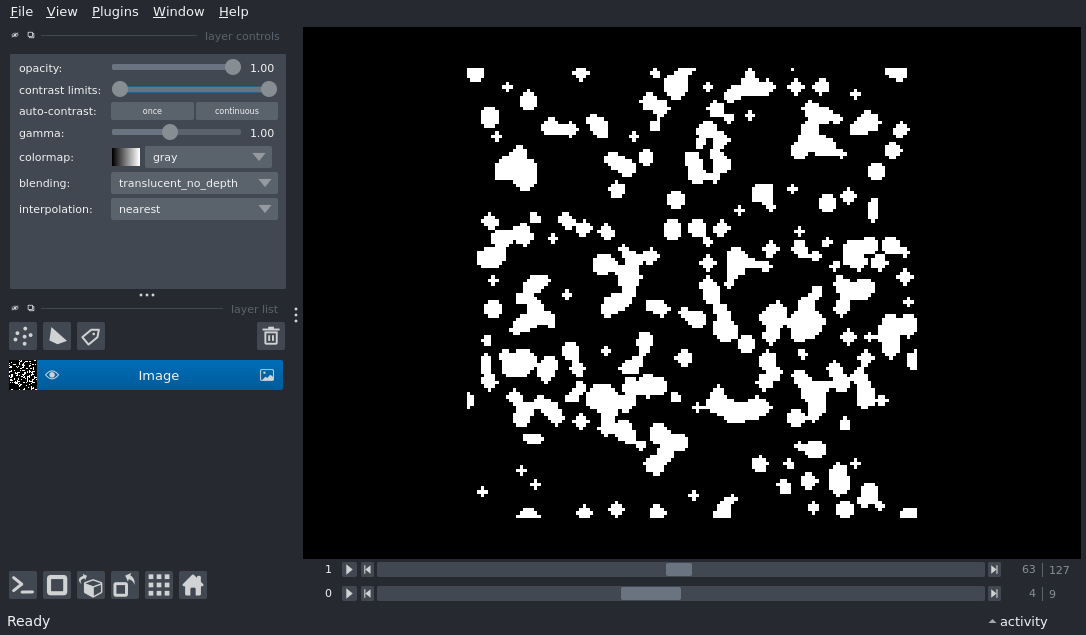 File View Plugins Window Help
layer controls
opacity: 1.00
contrast limits:
auto-contrast: once continuous
gamma: 1.00
colormap: gray
blending: translucent_no_depth
interpolation: nearest
layer list
Image
1 63 127
0 4 9
Ready activity